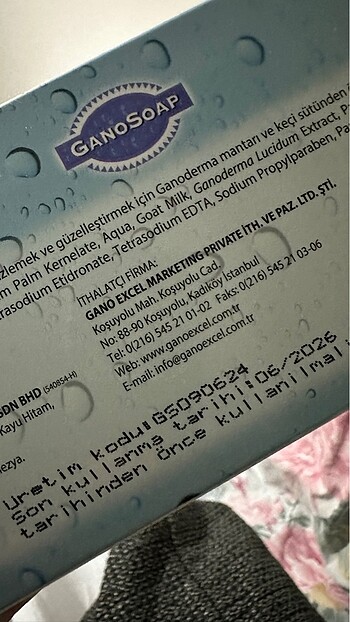 GANOSOAP
özlemek ve güzelleştirmek için Ganoderma mantarı ve keçi sütünden
m Palm Kernelate, Aqua, Goat Milk, Ganoderma Lucidum Extract,
trasodium Etidronate, Tetrasodium EDTA, Sodium Propylparaben,
İTHALATÇI FİRMA:
GANO EXCEL MARKETING PRIVATE İTH. VE PAZ. LTD. ŞTİ.
Koşuyolu Mah. Koşuyolu Cad.
No: 88-90 Koşuyolu, Kadıköy İstanbul
Tel: 0(216) 545 21 01-02 Faks: 0(216) 545 21 03-06
Web: www.ganoexcel.com.tr
E-mail: info@ganoexcel.com.tr
SDN BHD (540854-H)
Kayu Hitam,
ezya.
Uretim kodu:GS090624
Son kullanma tarihi:06/2026
tarihinden önce kullanilmali